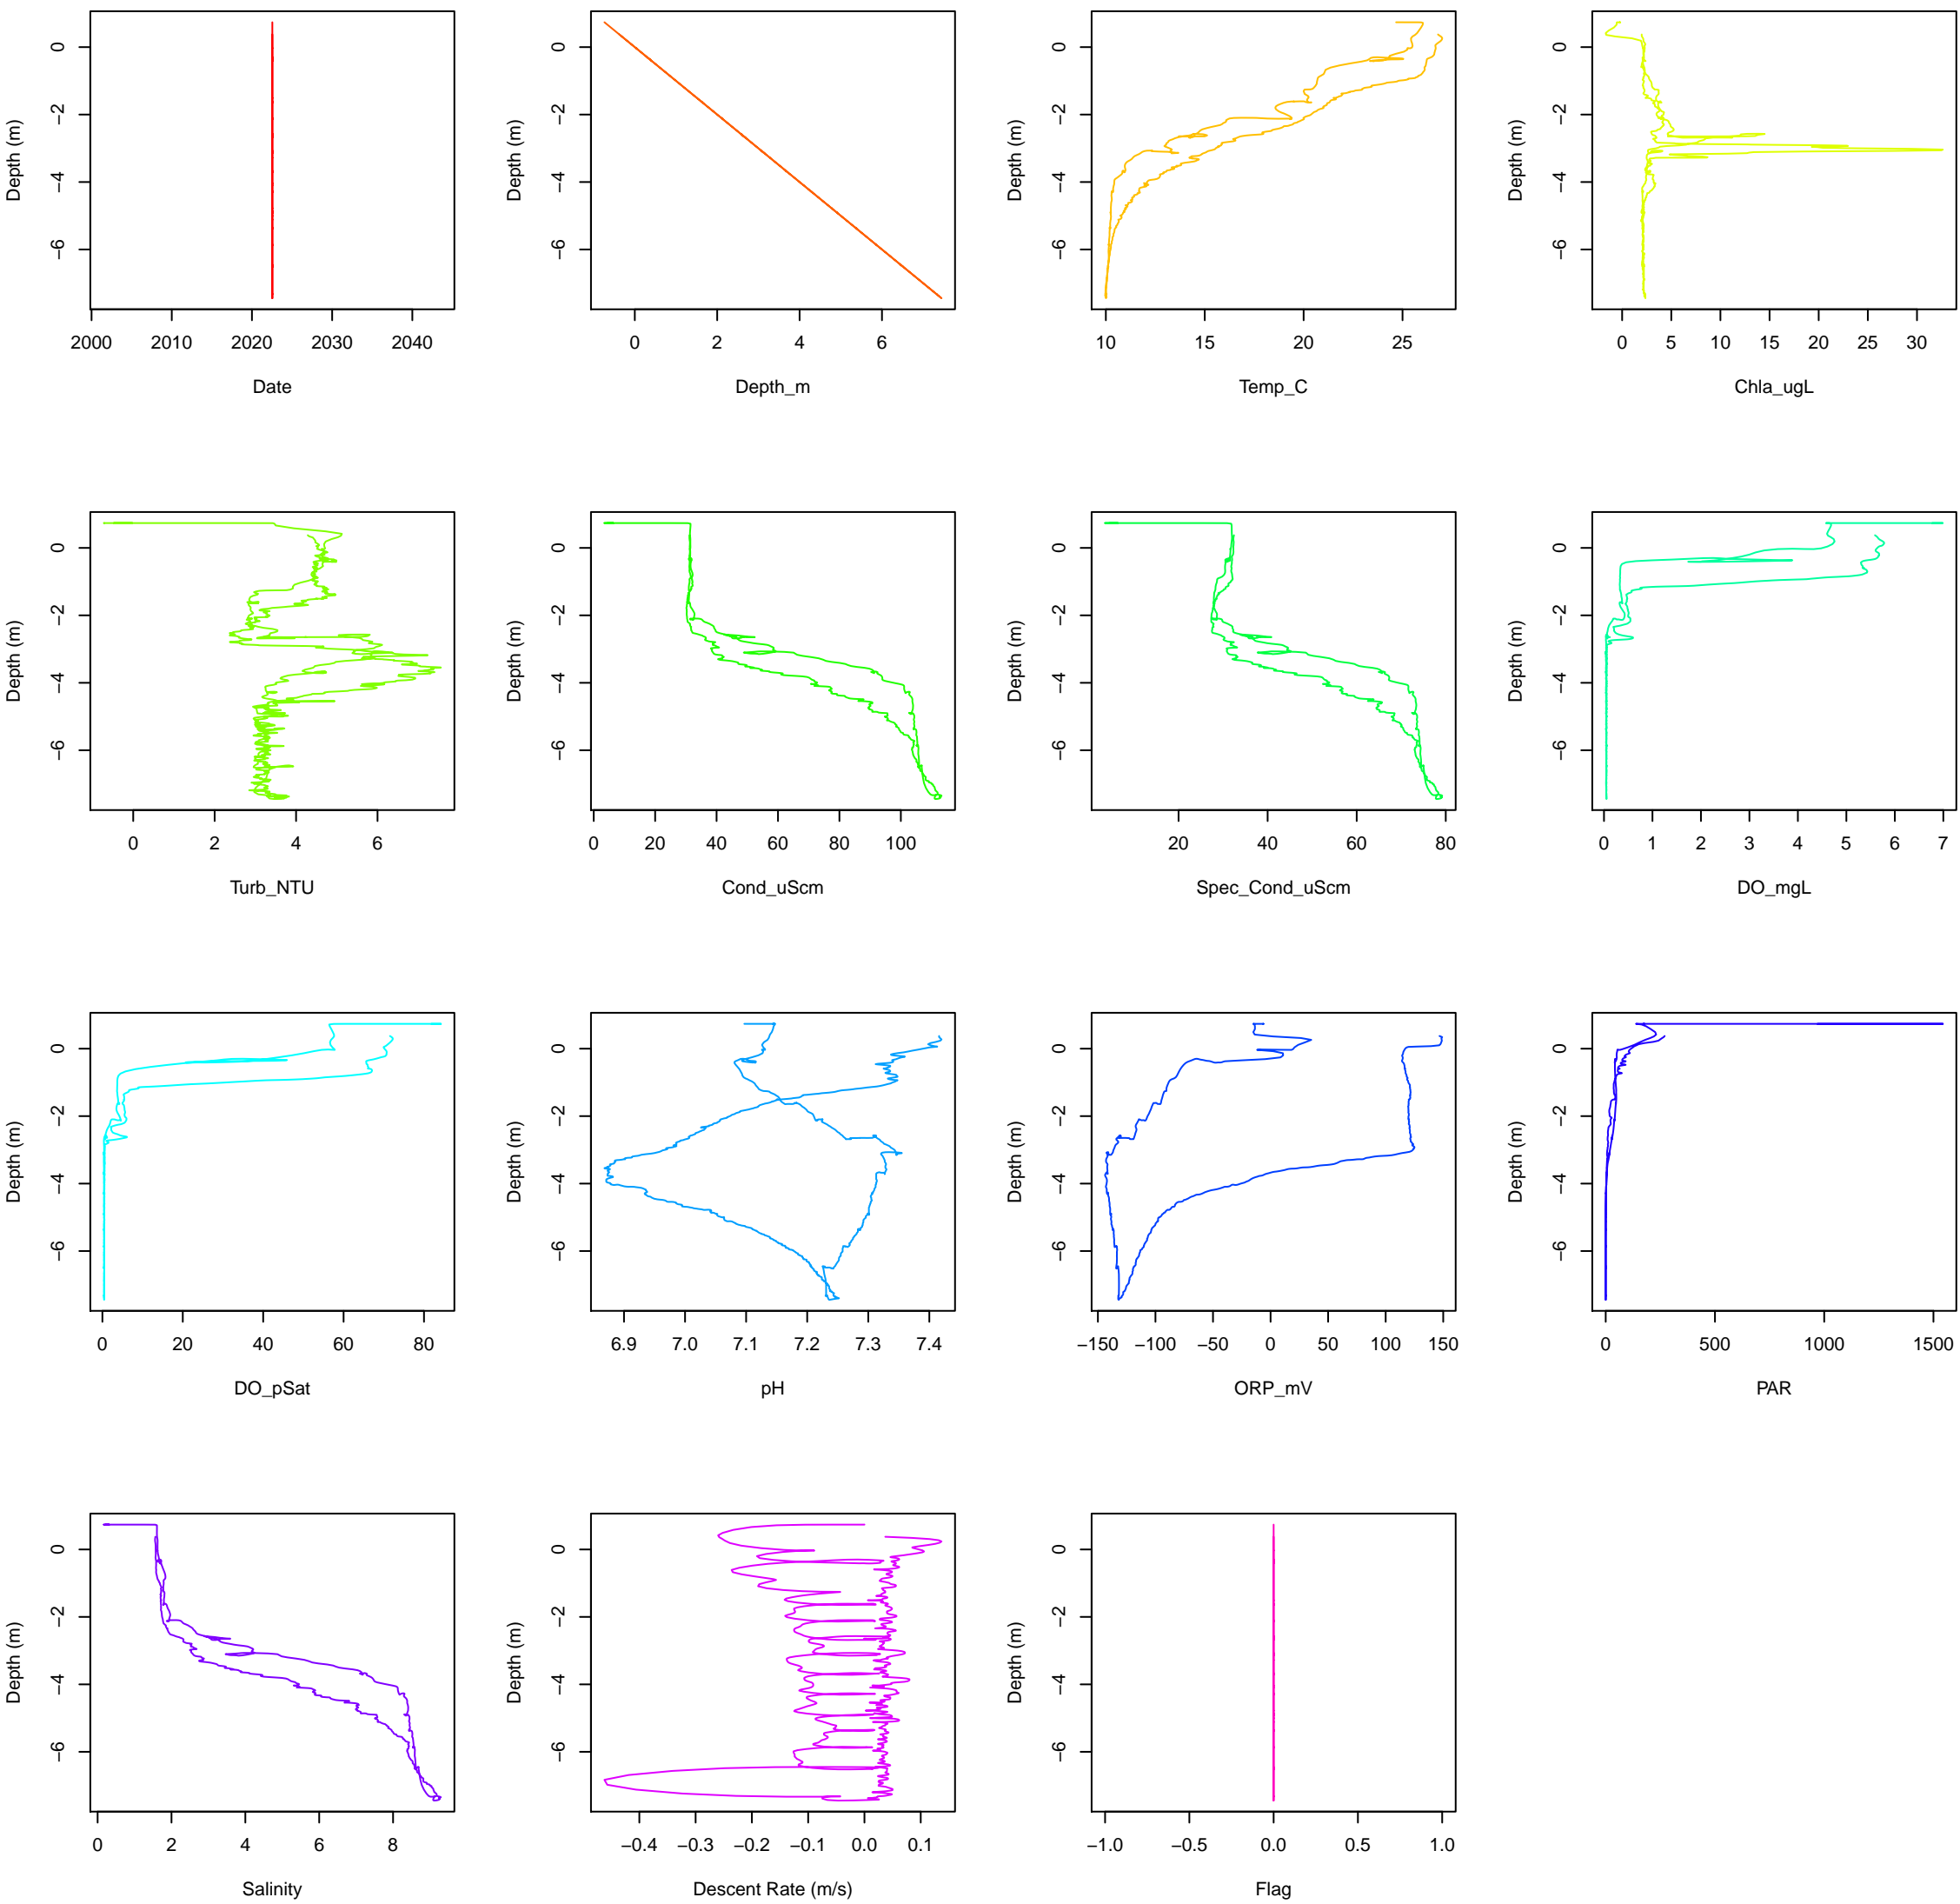 Depth (m)
0
−2
−4
−6
2000 2010 2020 2030 2040
Date
Depth (m)
0
−2
−4
−6
0 2 4 6
Depth_m
Depth (m)
0
−2
−4
−6
10 15 20 25
Temp_C
Depth (m)
0
−2
−4
−6
0 5 10 15 20 25 30
Chla_ugL
Depth (m)
0
−2
−4
−6
0 2 4 6
Turb_NTU
Depth (m)
0
−2
−4
−6
0 20 40 60 80 100
Cond_uScm
Depth (m)
0
−2
−4
−6
20 40 60 80
Spec_Cond_uScm
Depth (m)
0
−2
−4
−6
0 1 2 3 4 5 6 7
DO_mgL
Depth (m)
0
−2
−4
−6
0 20 40 60 80
DO_pSat
Depth (m)
0
−2
−4
−6
6.9 7.0 7.1 7.2 7.3 7.4
pH
Depth (m)
0
−2
−4
−6
−150 −100 −50 0 50 100 150
ORP_mV
Depth (m)
0
−2
−4
−6
0 500 1000 1500
PAR
Depth (m)
0
−2
−4
−6
0 2 4 6 8
Salinity
Depth (m)
0
−2
−4
−6
−0.4 −0.3 −0.2 −0.1 0.0 0.1
Descent Rate (m/s)
Depth (m)
0
−2
−4
−6
−1.0 −0.5 0.0 0.5 1.0
Flag